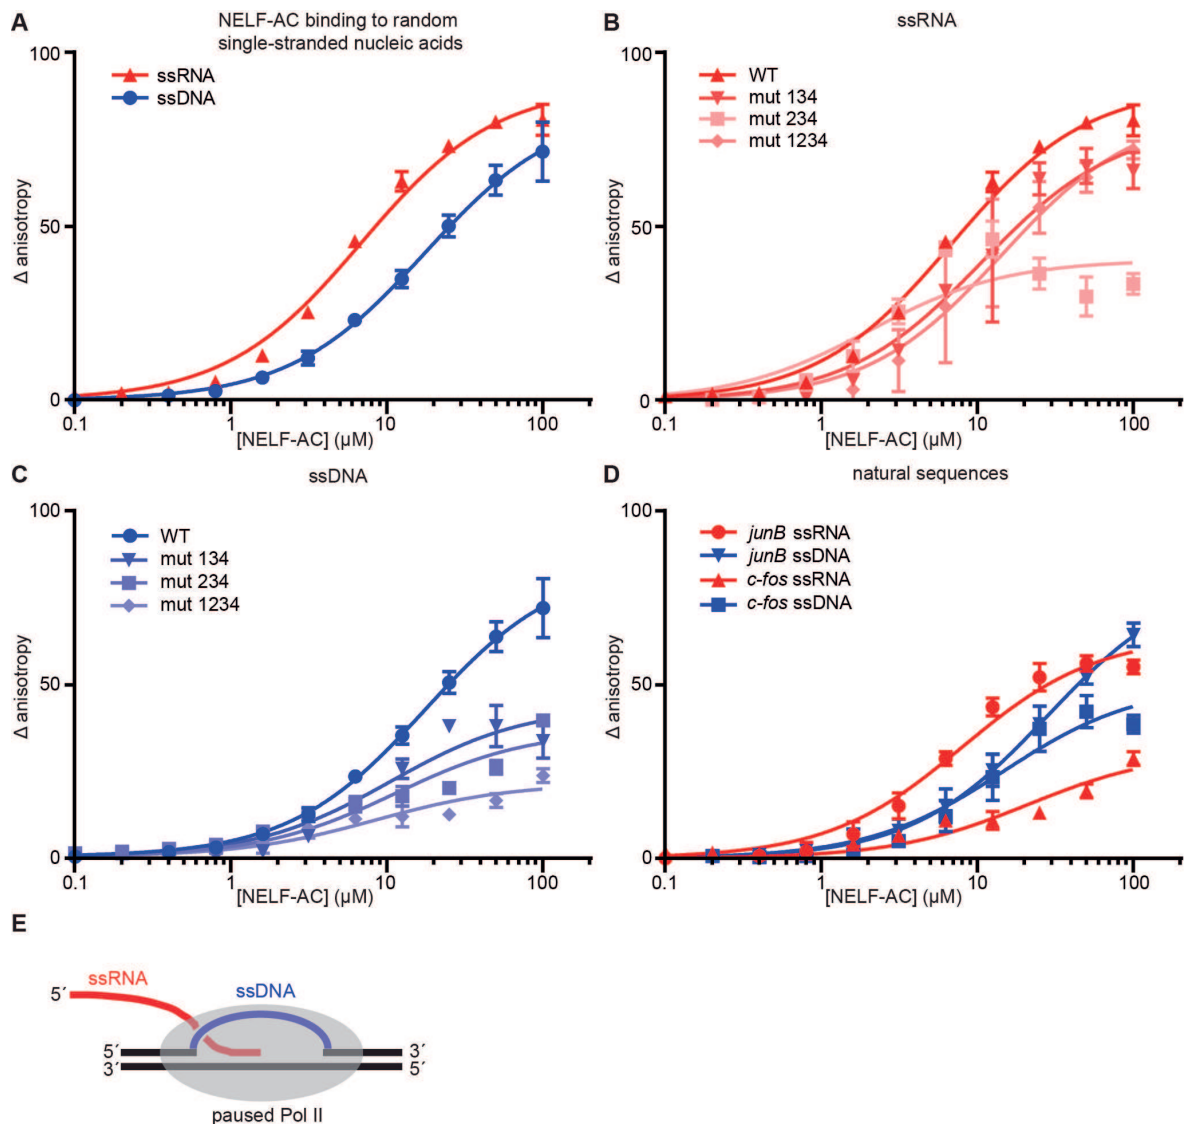 A
NELF-AC binding to random
single-stranded nucleic acids
100
50
0
Δ anisotropy
ssRNA
ssDNA
0.1
1
10
100
[NELF-AC] (µM)
B
ssRNA
100
50
0
Δ anisotropy
WT
mut 134
mut 234
mut 1234
0.1
1
10
100
[NELF-AC] (µM)
C
ssDNA
100
50
0
Δ anisotropy
WT
mut 134
mut 234
mut 1234
0.1
1
10
100
[NELF-AC] (µM)
D
natural sequences
100
50
0
Δ anisotropy
junB ssRNA
junB ssDNA
c-fos ssRNA
c-fos ssDNA
0.1
1
10
100
[NELF-AC] (µM)
E
ssRNA
5´
ssDNA
5´
3´
3´
5´
paused Pol II